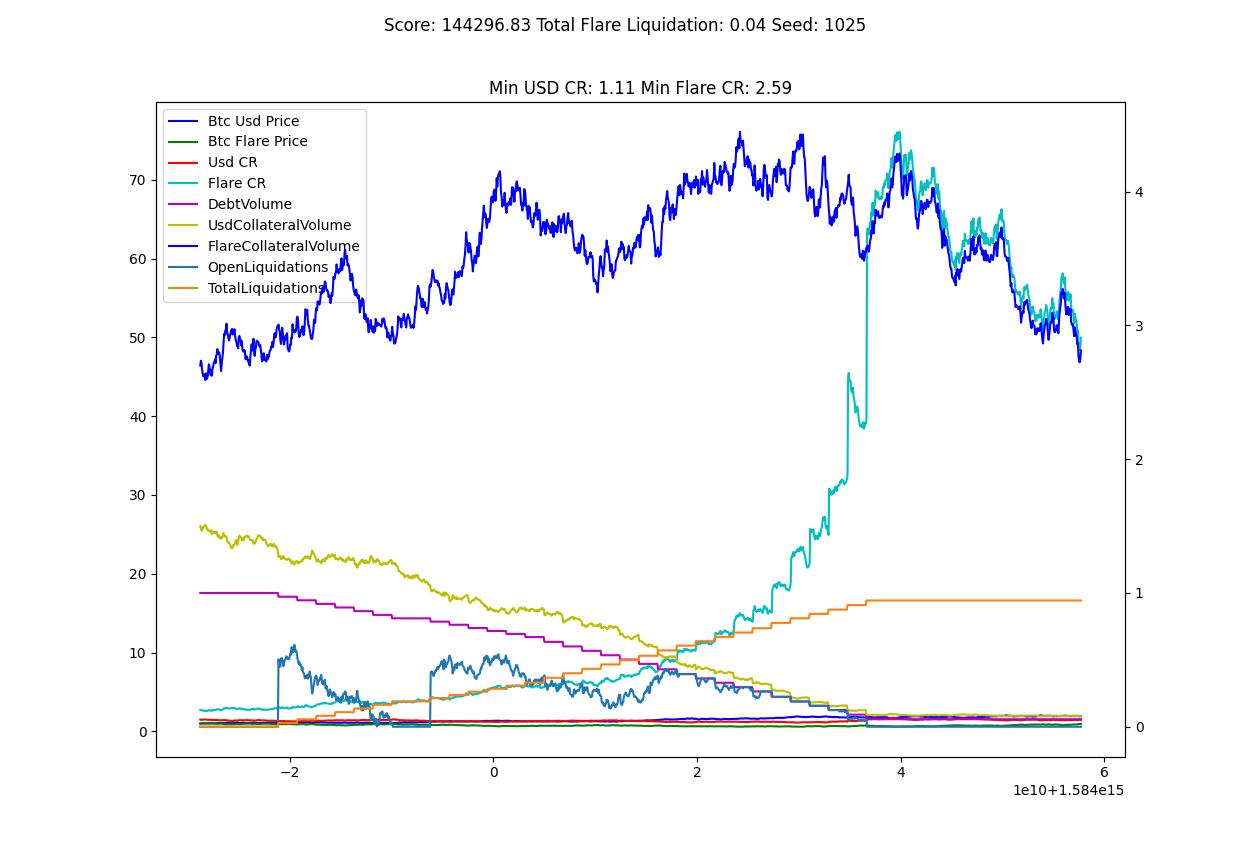 Score: 144296.83 Total Flare Liquidation: 0.04 Seed: 1025
Min USD CR: 1.11 Min Flare CR: 2.59
Btc Usd Price
Btc Flare Price
Usd CR
Flare CR
DebtVolume
UsdCollateralVolume
FlareCollateralVolume
OpenLiquidations
TotalLiquidations
70
60
50
40
30
20
10
0
4
3
2
1
0
−2
0
2
4
6
1e10+1.584e15